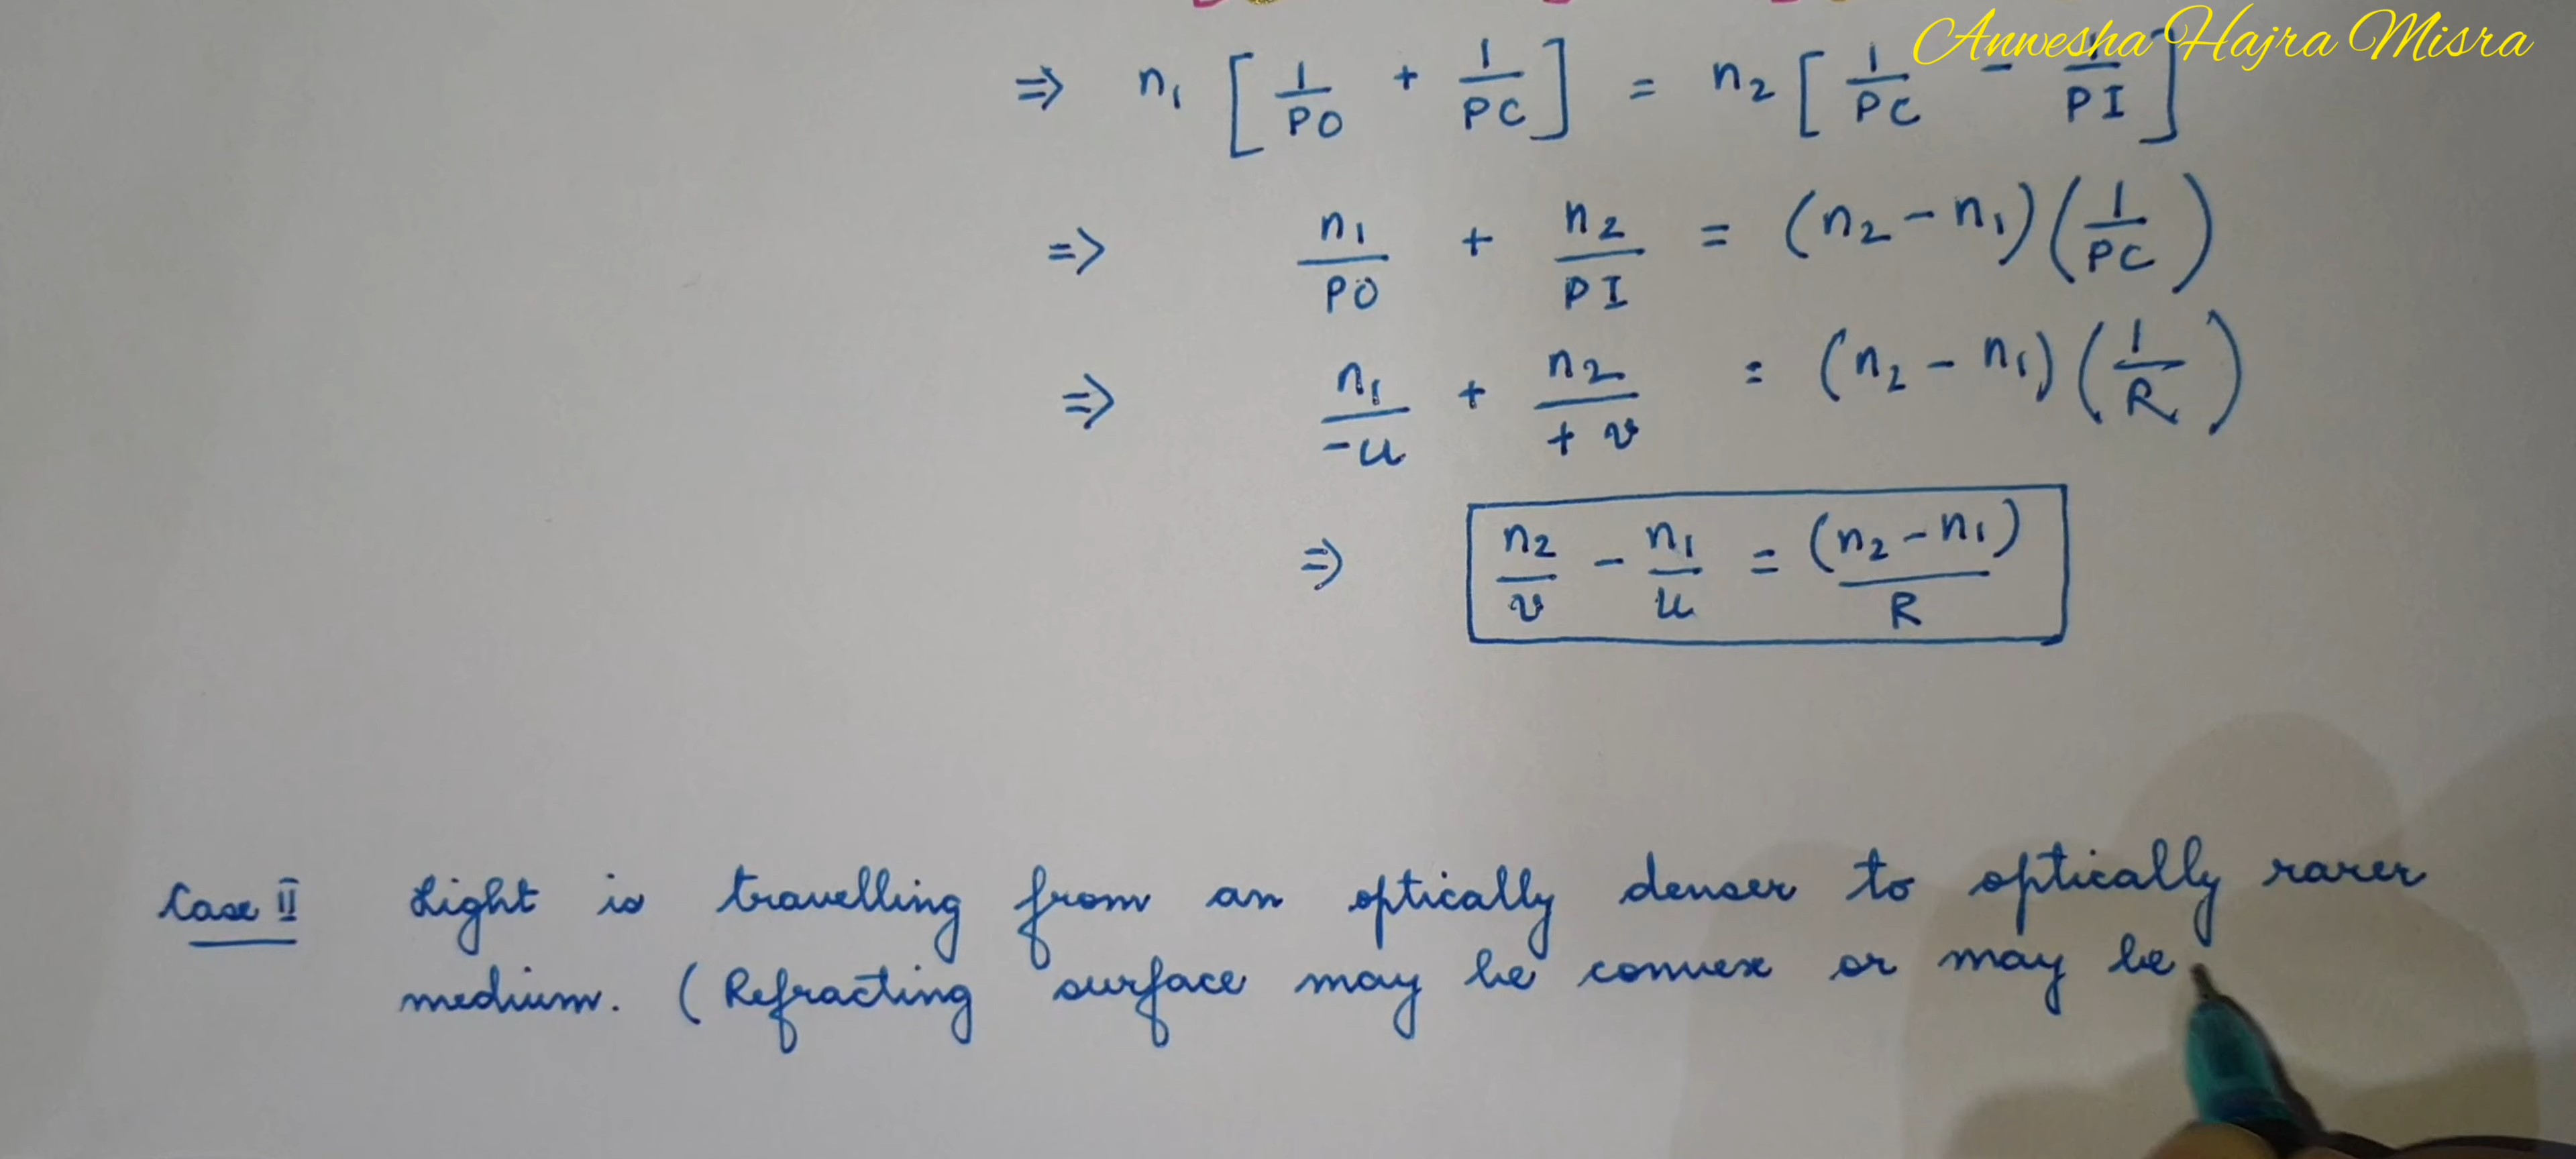 Anwesha Hajra Misra
⇒ n₁ [1/PO + 1/PC] = n₂ [1/PC - 1/PI]
⇒ n₁/PO + n₂/PI = (n₂ - n₁)(1/PC)
⇒ n₁/-u + n₂/+v = (n₂ - n₁)(1/R)
⇒ n₂/v - n₁/u = (n₂ - n₁)/R
Case II Light is travelling from an optically denser to optically rarer
medium. (Refracting surface may be convex or may be